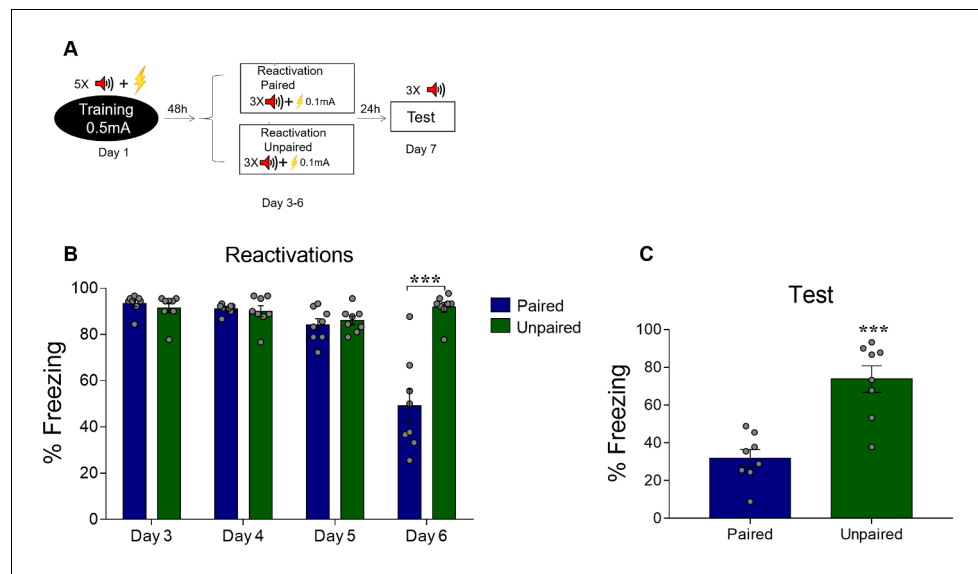 A
5X + 
Training
0.5mA
Day 1
48h
Reactivation
Paired
3X + 0.1mA
Reactivation
Unpaired
3X + 0.1mA
Day 3-6
24h
3X
Test
Day 7
B
Reactivations
% Freezing
100
80
60
40
20
0
***
Day 3
Day 4
Day 5
Day 6
Paired
Unpaired
C
Test
% Freezing
100
80
60
40
20
0
***
Paired
Unpaired